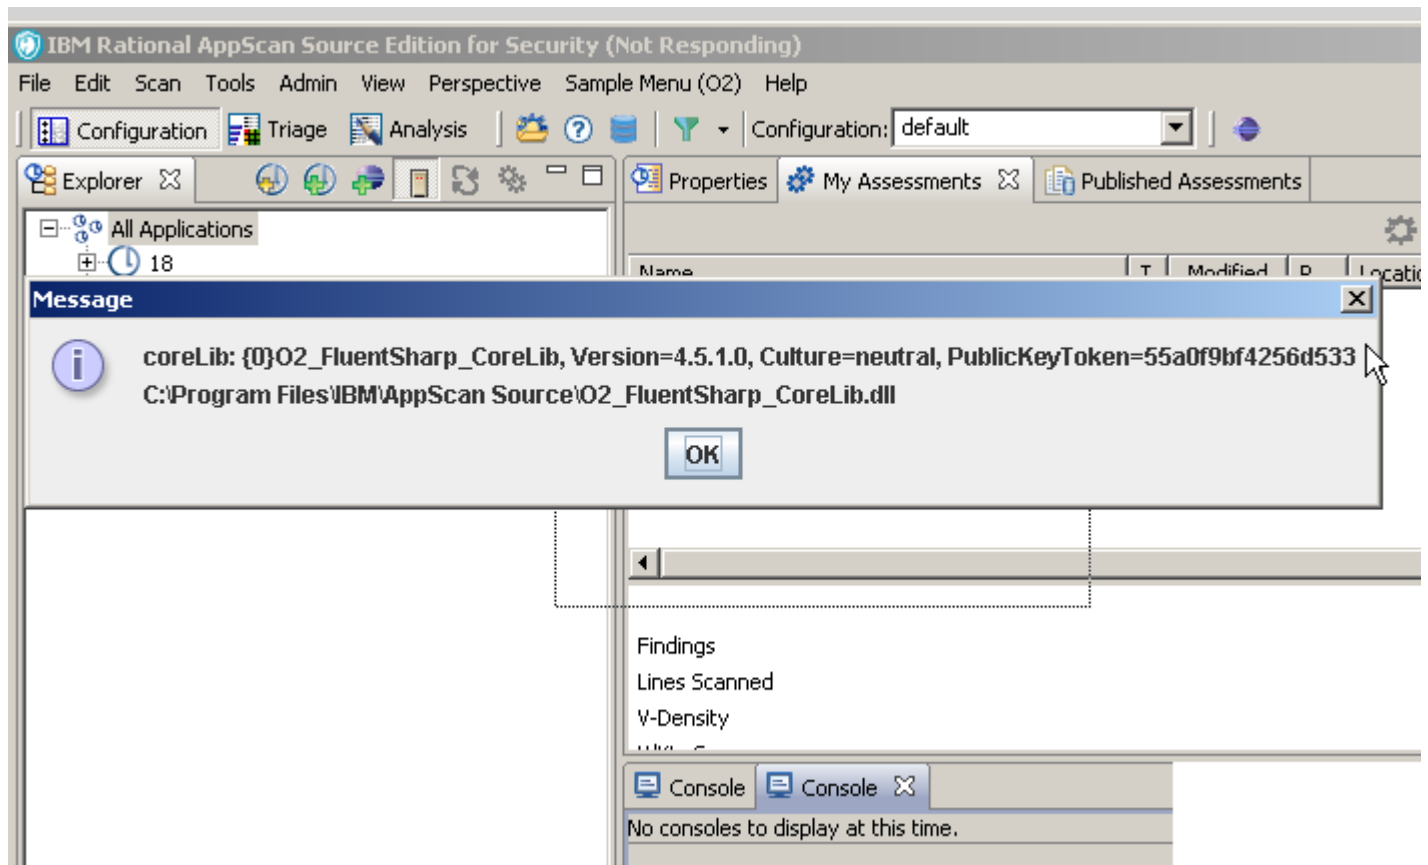 IBM Rational AppScan Source Edition for Security (Not Responding)
File Edit Scan Tools Admin View Perspective Sample Menu (O2) Help
Configuration Triage Analysis Configuration: default
Explorer Properties My Assessments Published Assessments
All Applications
18
Name T Modified P Locatio
Message
coreLib: {0}O2_FluentSharp_CoreLib, Version=4.5.1.0, Culture=neutral, PublicKeyToken=55a0f9bf4256d533
C:\Program Files\IBM\AppScan Source\O2_FluentSharp_CoreLib.dll
OK
Findings
Lines Scanned
V-Density
Console Console
No consoles to display at this time.